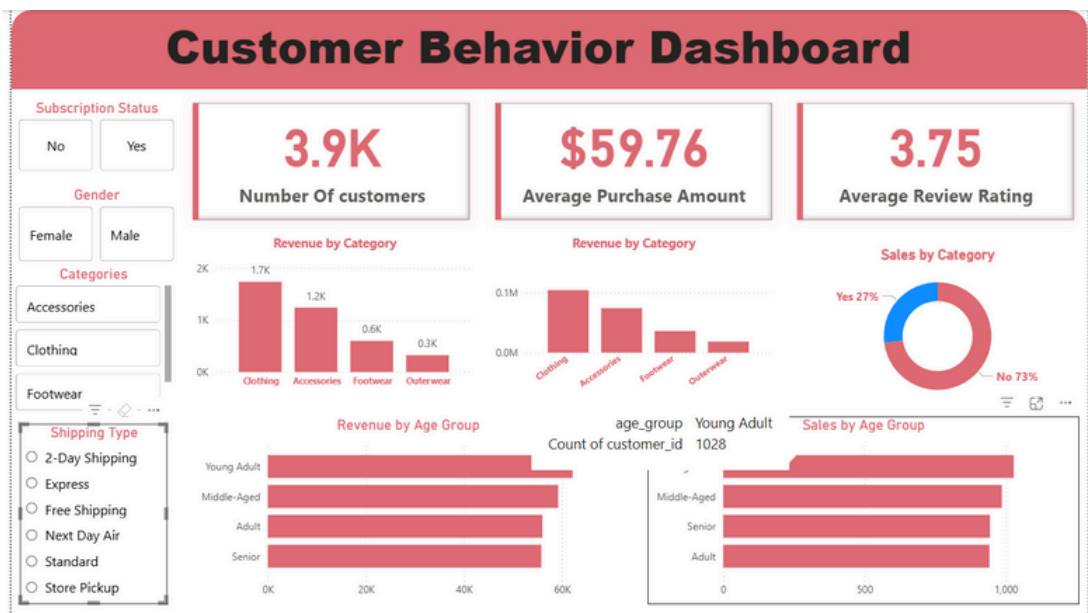 Customer Behavior Dashboard
Subscription Status
No
Yes
Gender
Female
Male
Categories
Accessories
Clothing
Footwear
Shipping Type
2-Day Shipping
Express
Free Shipping
Next Day Air
Standard
Store Pickup
3.9K
Number Of customers
$59.76
Average Purchase Amount
3.75
Average Review Rating
Revenue by Category
2K
1K
0K
1.7K
1.2K
0.6K
0.3K
Clothing
Accessories
Footwear
Outerwear
Revenue by Category
0.1M
0.0M
Clothing
Accessories
Footwear
Outerwear
Sales by Category
Yes 27%
No 73%
Revenue by Age Group
Young Adult
Middle-Aged
Adult
Senior
0K
20K
40K
60K
age_group Young Adult
Count of customer_id 1028
Sales by Age Group
Middle-Aged
Senior
Adult
0
500
1,000